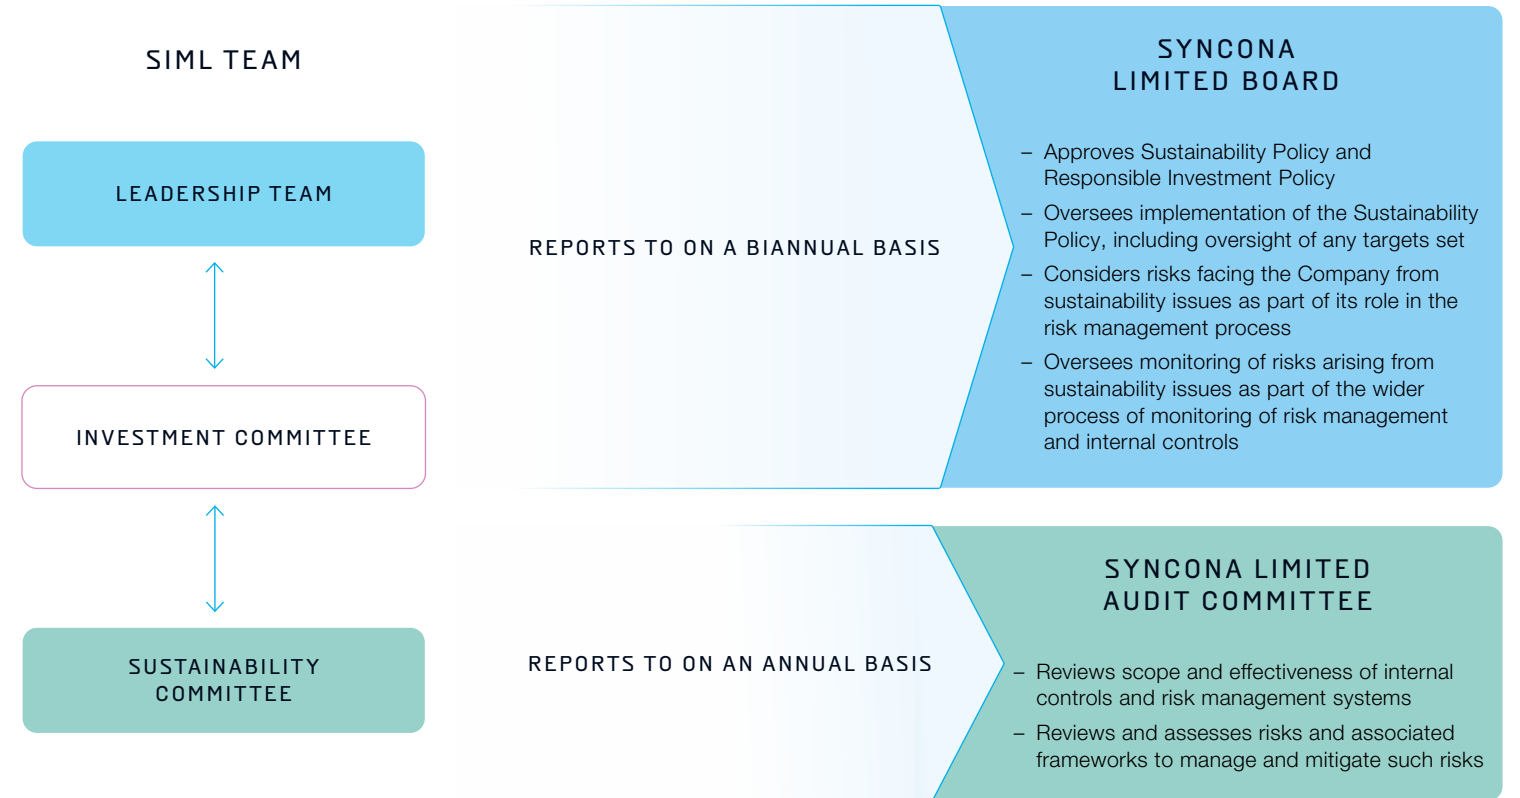 SIML TEAM
LEADERSHIP TEAM
INVESTMENT COMMITTEE
SUSTAINABILITY
COMMITTEE
REPORTS TO ON A BIANNUAL BASIS
SYNCONA
LIMITED BOARD
– Approves Sustainability Policy and
Responsible Investment Policy
– Oversees implementation of the Sustainability
Policy, including oversight of any targets set
– Considers risks facing the Company from
sustainability issues as part of its role in the
risk management process
– Oversees monitoring of risks arising from
sustainability issues as part of the wider
process of monitoring of risk management
and internal controls
REPORTS TO ON AN ANNUAL BASIS
SYNCONA LIMITED
AUDIT COMMITTEE
– Reviews scope and effectiveness of internal
controls and risk management systems
– Reviews and assesses risks and associated
frameworks to manage and mitigate such risks